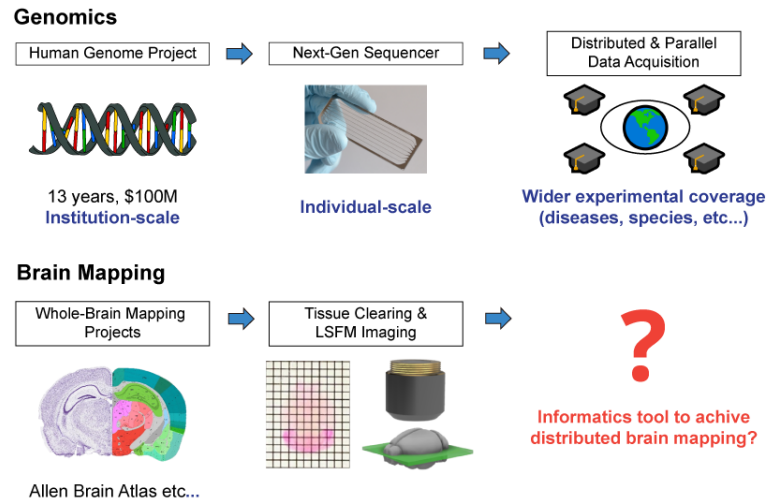 Genomics
Human Genome Project
Next-Gen Sequencer
Distributed & Parallel
Data Acquisition
13 years, $100M
Institution-scale
Individual-scale
Wider experimental coverage
(diseases, species, etc...)
Brain Mapping
Whole-Brain Mapping
Projects
Tissue Clearing &
LSFM Imaging
?
Informatics tool to achive
distributed brain mapping?
Allen Brain Atlas etc...